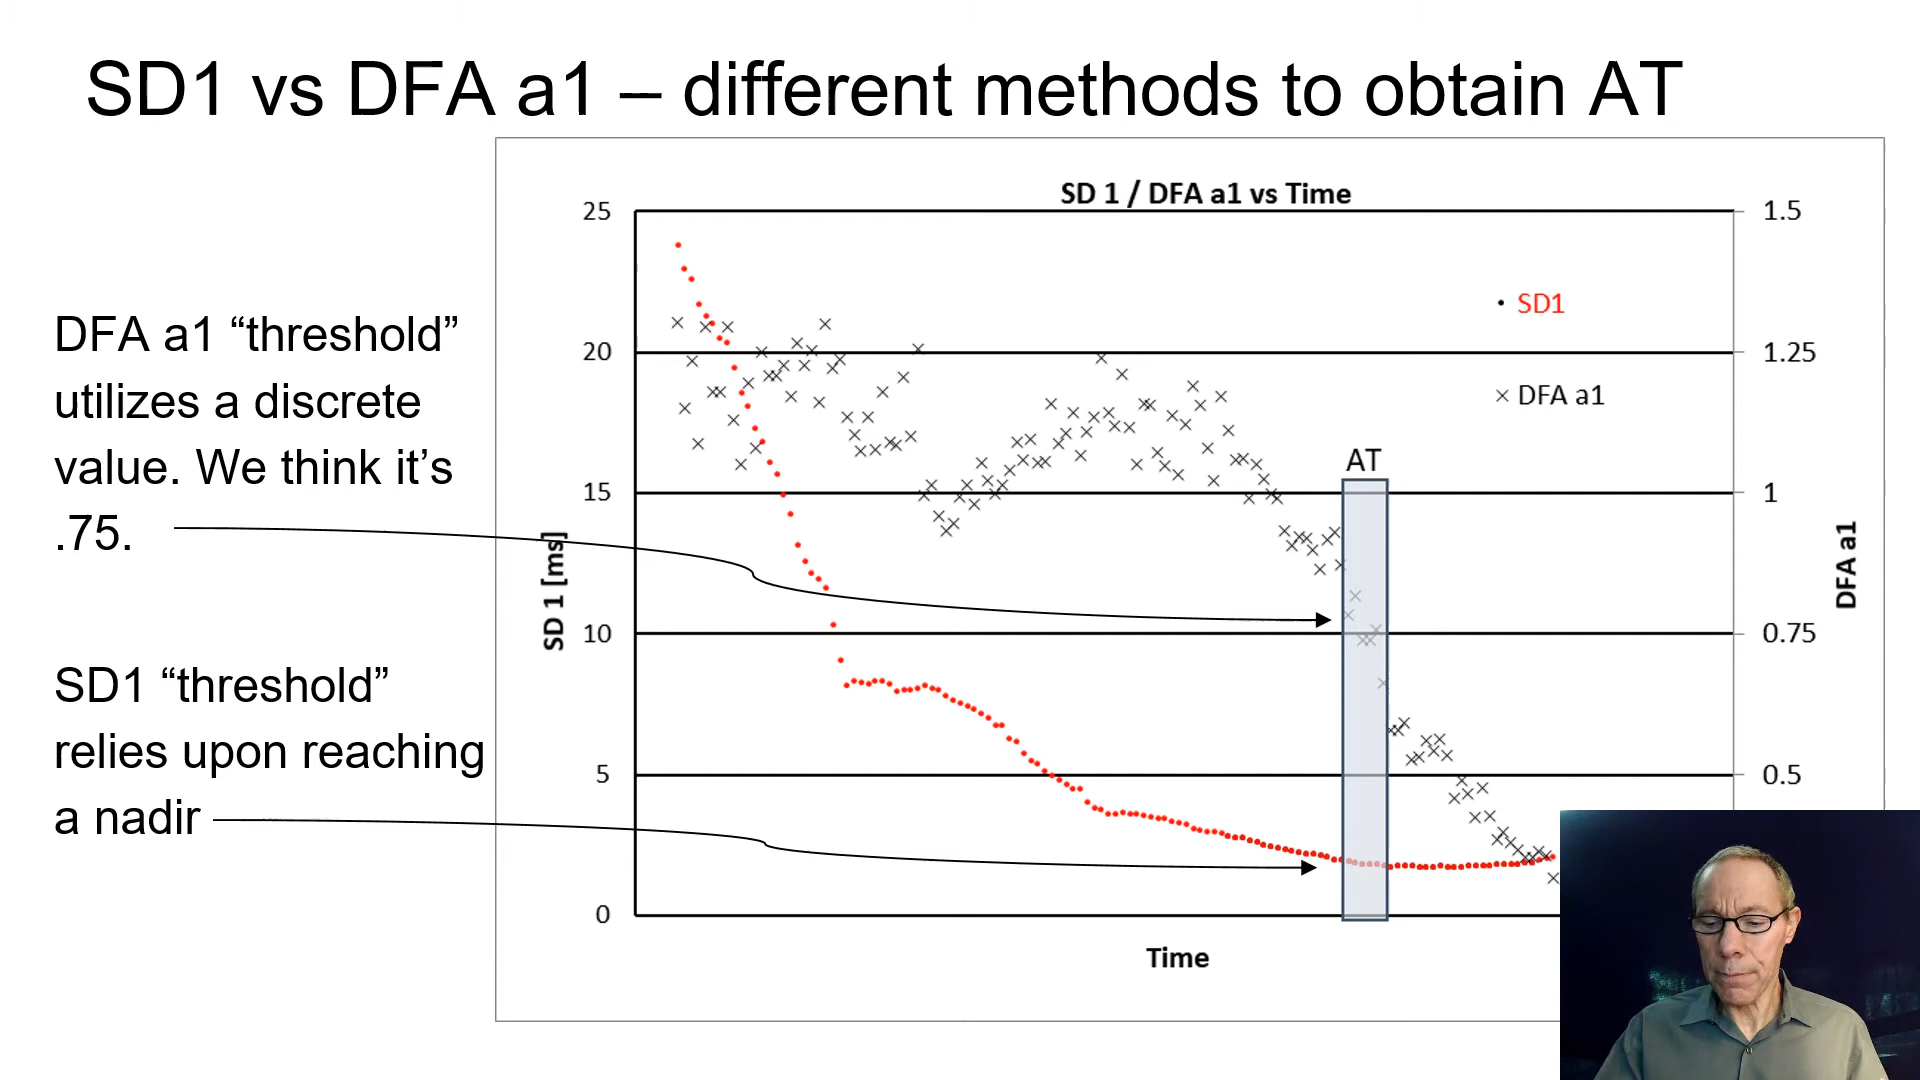 SD1 vs DFA a1 – different methods to obtain AT
DFA a1 “threshold”
utilizes a discrete
value. We think it’s
.75.
SD1 “threshold”
relies upon reaching
a nadir
SD 1 / DFA a1 vs Time
25
20
15
10
5
0
SD 1 [ms]
1.5
1.25
1
0.75
0.5
DFA a1
SD1
DFA a1
AT
Time